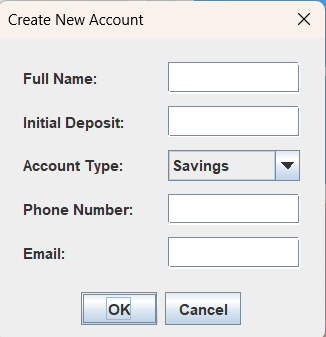 Create New Account
Full Name:
Initial Deposit:
Account Type: Savings
Phone Number:
Email:
OK Cancel